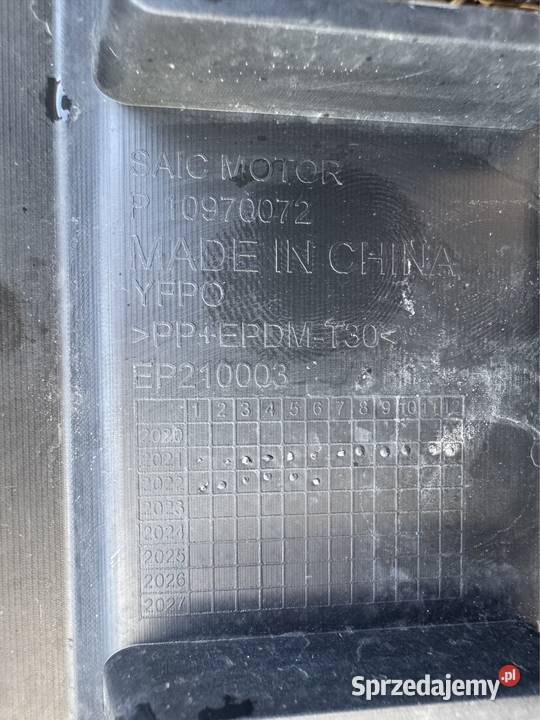 SAIC MOTOR
P 10970072
MADE IN CHINA
YFPO
>PP+EPDM-T30<
EP210003
1 2 3 4 5 6 7 8 9 10 11 12
2020
2021
2022
2023
2024
2025
2026
2027
Sprzedajemy.pl